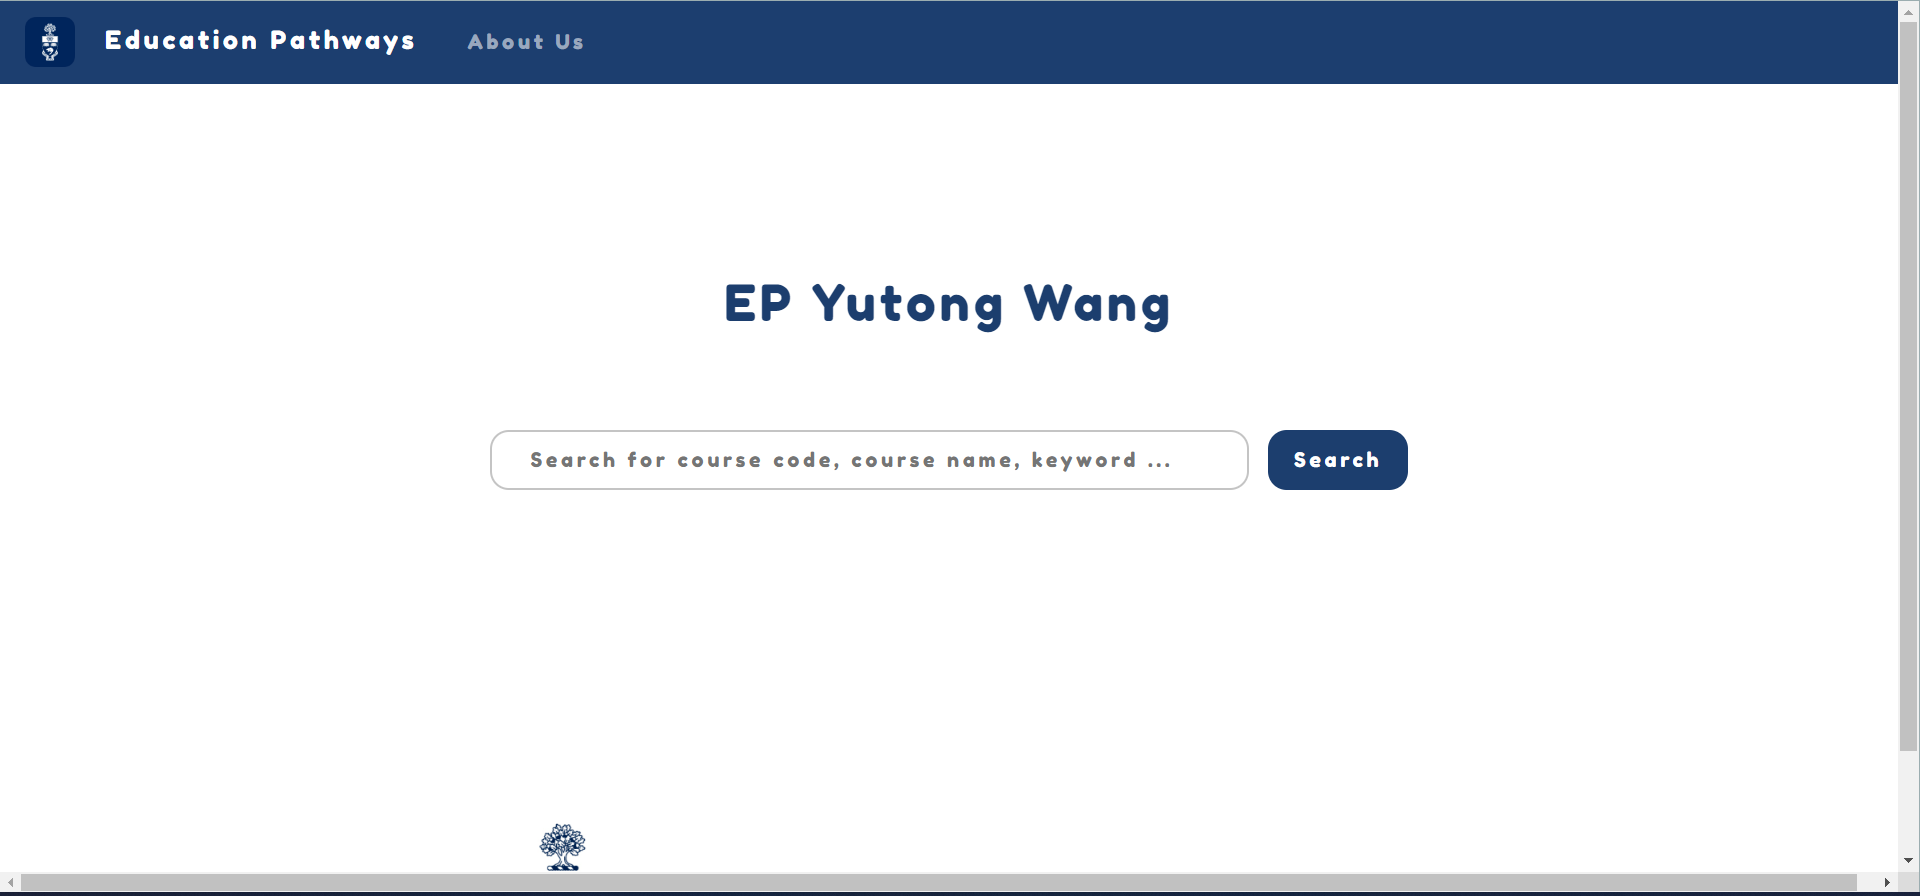 Education Pathways
About Us
EP Yutong Wang
Search for course code, course name, keyword ...
Search